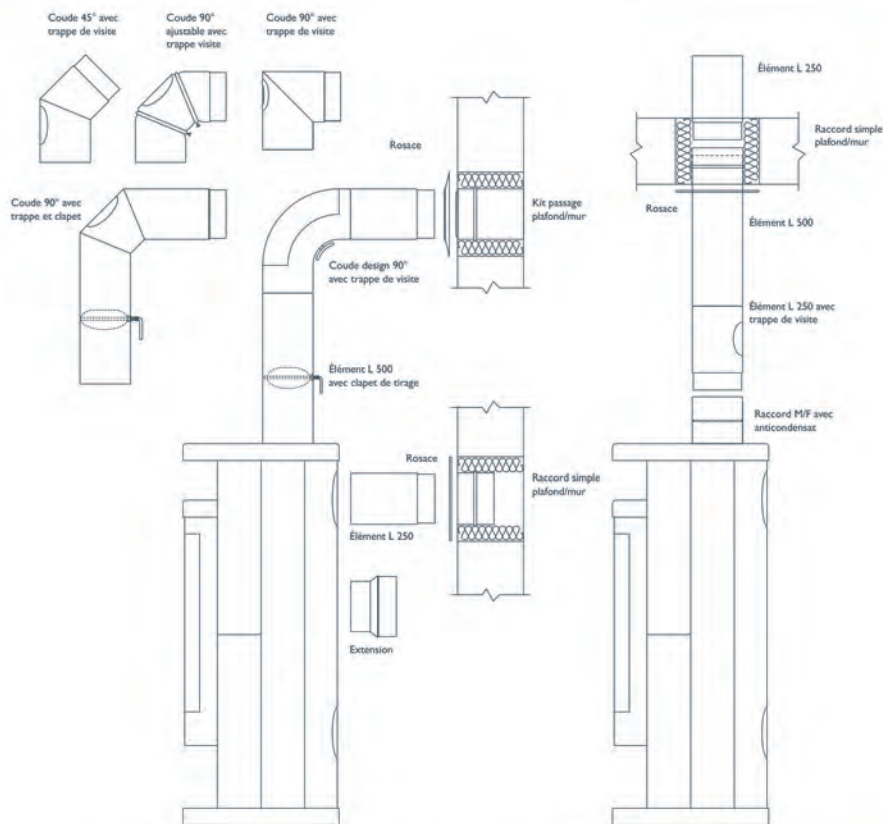 Coude 45° avec
trappe de visite
Coude 90°
ajustable avec
trappe visite
Coude 90° avec
trappe de visite
Élément L 250
Raccord simple
plafond/mur
Rosace
Rosace
Coude 90° avec
trappe et clapet
Kit passage
plafond/mur
Élément L 500
Coude design 90°
avec trappe de visite
Élément L 250 avec
trappe de visite
Élément L 500
avec clapet de tirage
Raccord M/F avec
anticondensat
Rosace
Raccord simple
plafond/mur
Élément L 250
Extension